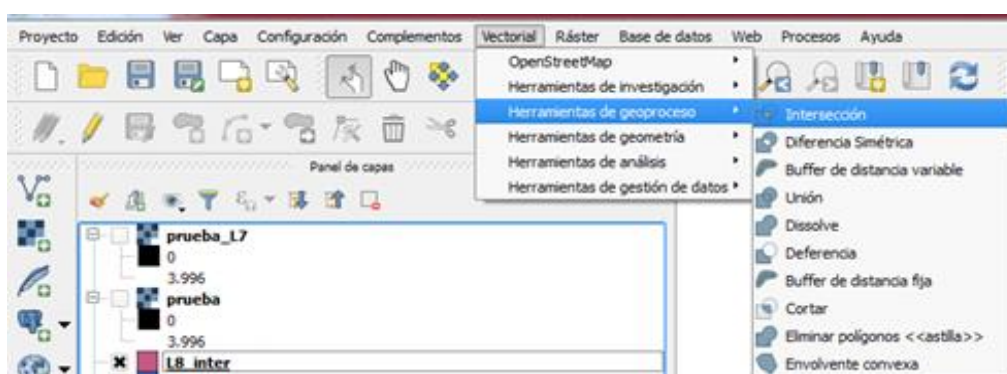 Proyecto Edición Ver Capa Configuración Complementos Vectorial Ráster Base de datos Web Procesos Ayuda
OpenStreetMap
Herramientas de investigación
Herramientas de geoproceso
Herramientas de geometría
Herramientas de análisis
Herramientas de gestión de datos
Intersección
Diferencia Simétrica
Buffer de distancia variable
Unión
Dissolve
Deferencia
Buffer de distancia fija
Cortar
Eliminar polígonos <<astilla>>
Envolvente convexa
Panel de capas
prueba_L7
0
3.996
prueba
0
3.996
L8_inter